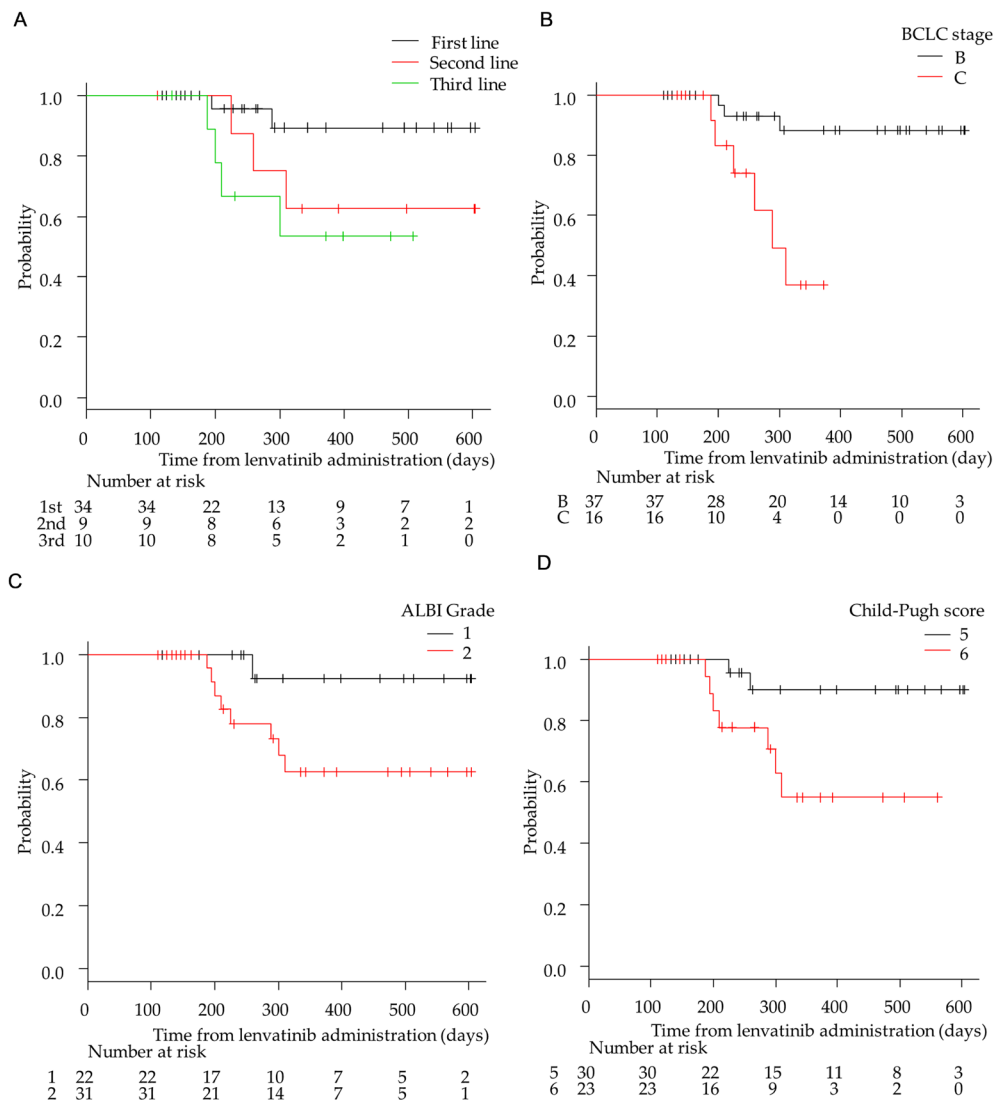 A
First line
Second line
Third line
1.0
0.8
0.6
0.4
0.2
0.0
Probability
0 100 200 300 400 500 600
Time from lenvatinib administration (days)
Number at risk
1st 34 34 22 13 9 7 1
2nd 9 9 8 6 3 2 2
3rd 10 10 8 5 2 1 0
B
BCLC stage
B
C
1.0
0.8
0.6
0.4
0.2
0.0
Probability
0 100 200 300 400 500 600
Time from lenvatinib administration (day)
Number at risk
B 37 37 28 20 14 10 3
C 16 16 10 4 0 0 0
C
ALBI Grade
1
2
1.0
0.8
0.6
0.4
0.2
0.0
Probability
0 100 200 300 400 500 600
Time from lenvatinib administration (days)
Number at risk
1 22 22 17 10 7 5 2
2 31 31 21 14 7 5 1
D
Child-Pugh score
5
6
1.0
0.8
0.6
0.4
0.2
0.0
Probability
0 100 200 300 400 500 600
Time from lenvatinib administration (days)
Number at risk
5 30 30 22 15 11 8 3
6 23 23 16 9 3 2 0